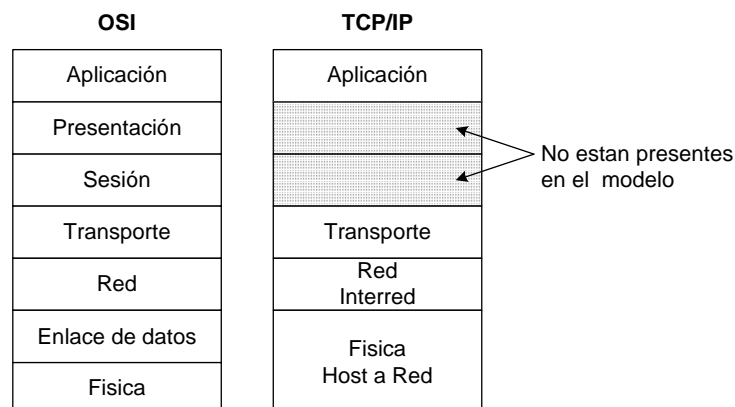 OSI
TCP/IP
Aplicación
Presentación
Sesión
Transporte
Red
Enlace de datos
Fisica
Aplicación
Transporte
Red
Interred
Fisica
Host a Red
No estan presentes
en el modelo